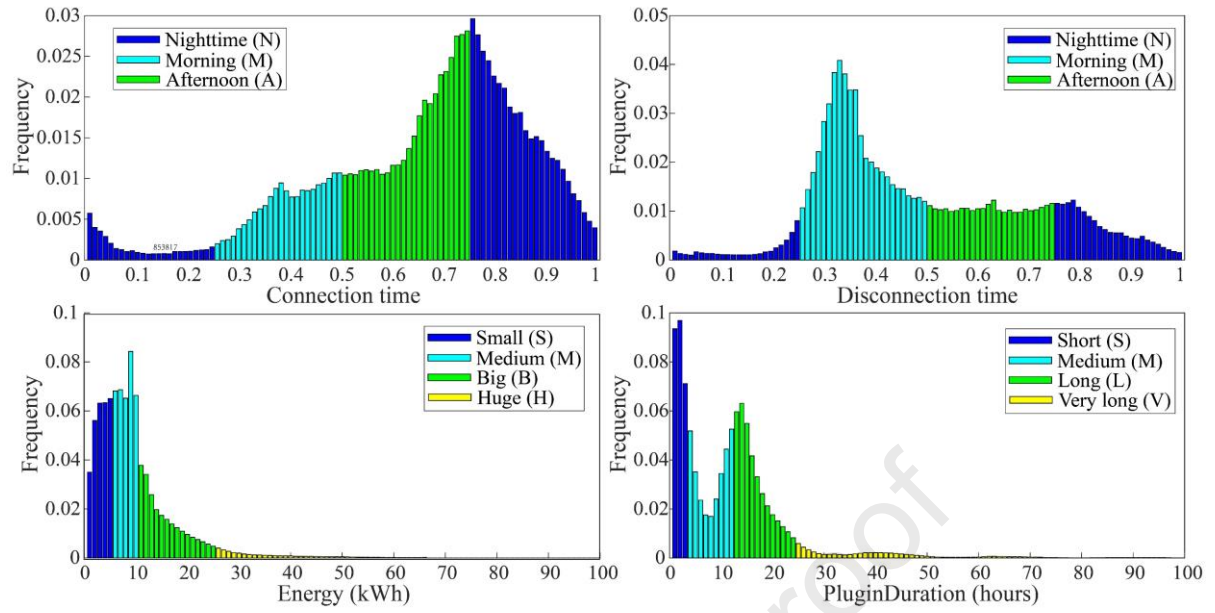 0.03
0.025
0.02
0.015
0.01
0.005
0
Frequency
Nighttime (N)
Morning (M)
Afternoon (A)
853817
0 0.1 0.2 0.3 0.4 0.5 0.6 0.7 0.8 0.9 1
Connection time
0.05
0.04
0.03
0.02
0.01
0
Frequency
Nighttime (N)
Morning (M)
Afternoon (A)
0 0.1 0.2 0.3 0.4 0.5 0.6 0.7 0.8 0.9 1
Disconnection time
0.1
0.08
0.06
0.04
0.02
0
Frequency
Small (S)
Medium (M)
Big (B)
Huge (H)
0 10 20 30 40 50 60 70 80 90 100
Energy (kWh)
0.1
0.08
0.06
0.04
0.02
0
Frequency
Short (S)
Medium (M)
Long (L)
Very long (V)
0 10 20 30 40 50 60 70 80 90 100
PluginDuration (hours)
roof